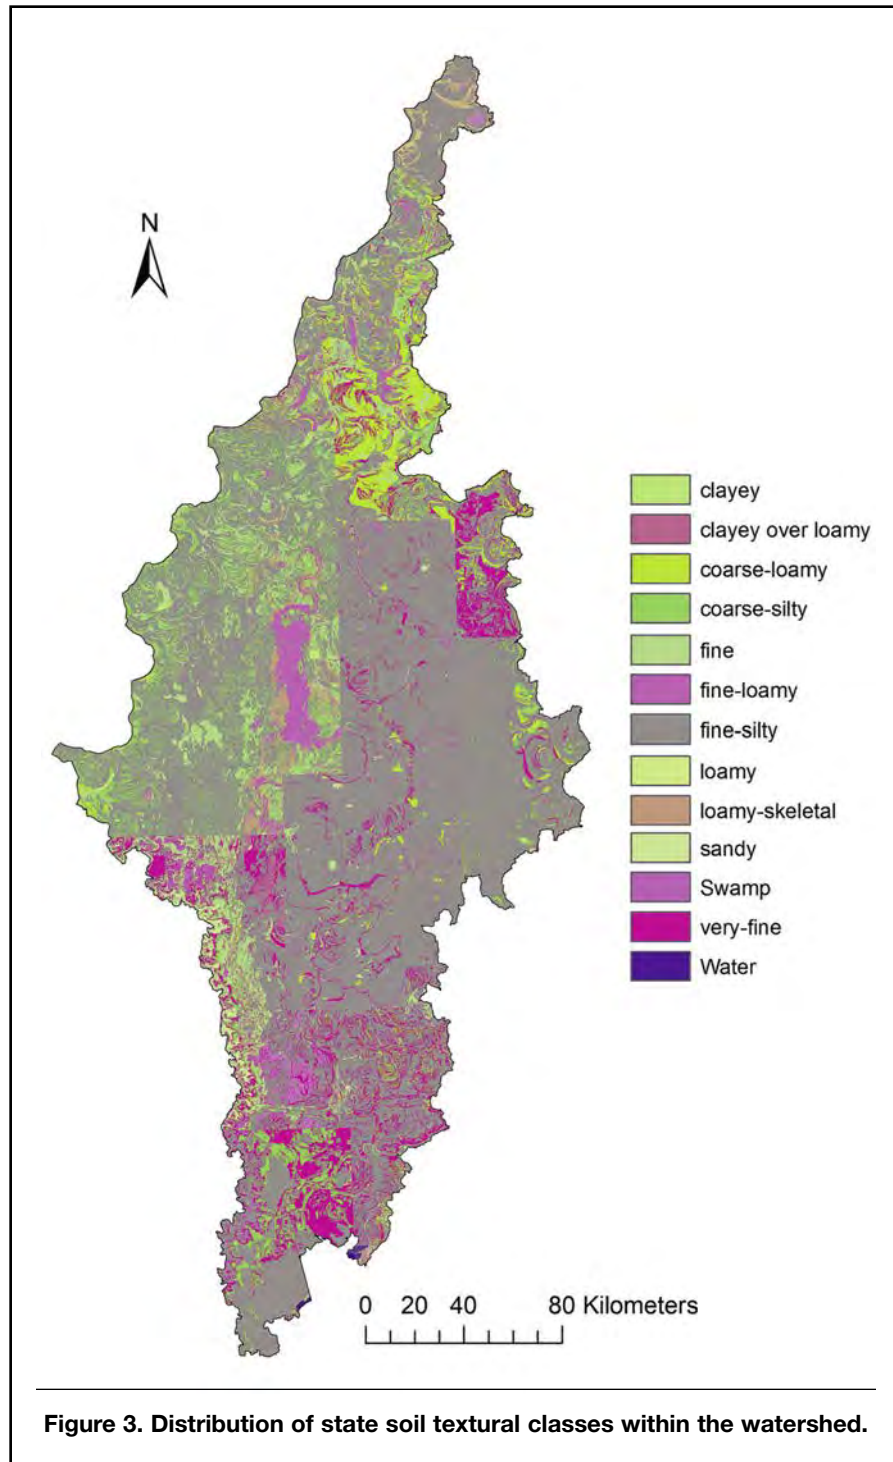 N
clayey
clayey over loamy
coarse-loamy
coarse-silty
fine
fine-loamy
fine-silty
loamy
loamy-skeletal
sandy
Swamp
very-fine
Water
0 20 40 80 Kilometers
Figure 3. Distribution of state soil textural classes within the watershed.